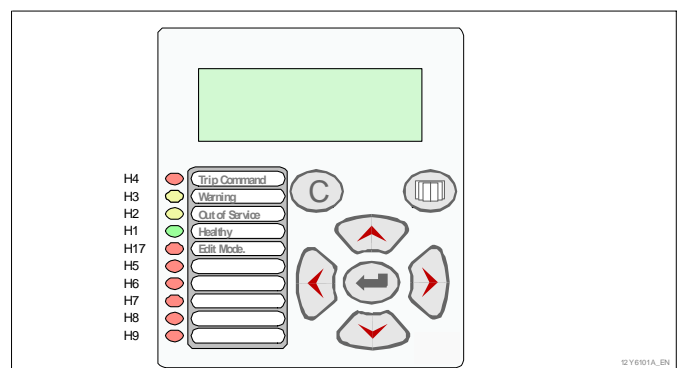 H4 Trip Command
H3 Warning
H2 Out of Service
H1 Healthy
H17 Edit Mode.
H5
H6
H7
H8
H9
C
12Y6101A_EN